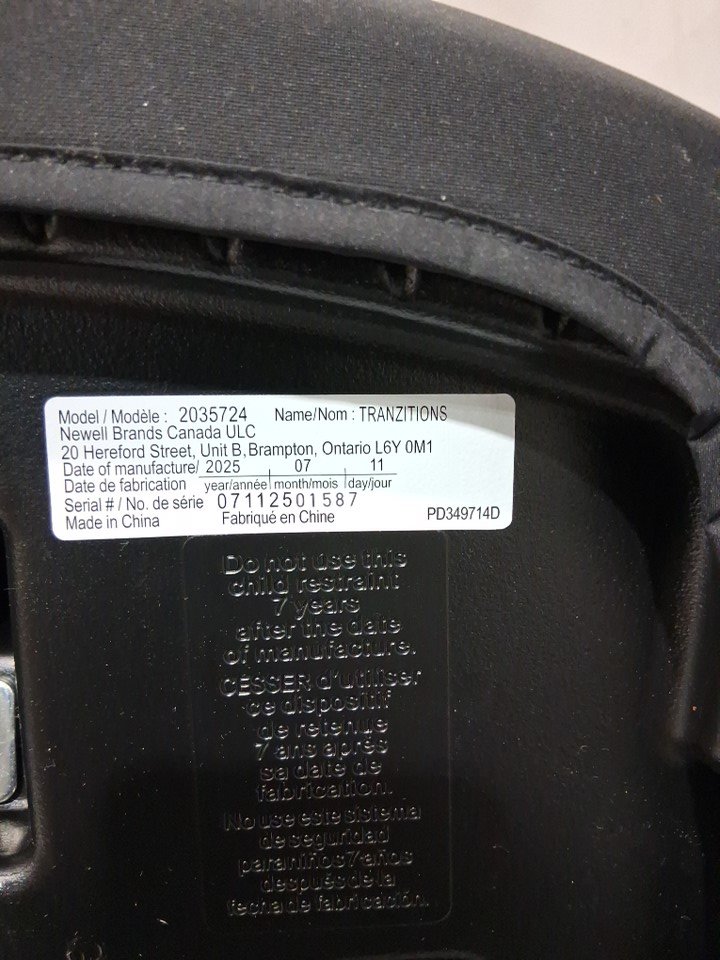 Model / Modèle : 2035724 Name/Nom : TRANZITIONS
Newell Brands Canada ULC
20 Hereford Street, Unit B, Brampton, Ontario L6Y 0M1
Date of manufacture/ 2025 07 11
Date de fabrication year/année month/mois day/jour
Serial # / No. de série 07112501587
Made in China Fabriqué en Chine PD349714D
Do not use this
child restraint
7 years
after the date
of manufacture.
CESSER d'utiliser
ce dispositif
de retenue
7 ans après
sa date de
fabrication.
No use este sistema
de seguridad
para niños 7 años
después de la
fecha de fabricación.